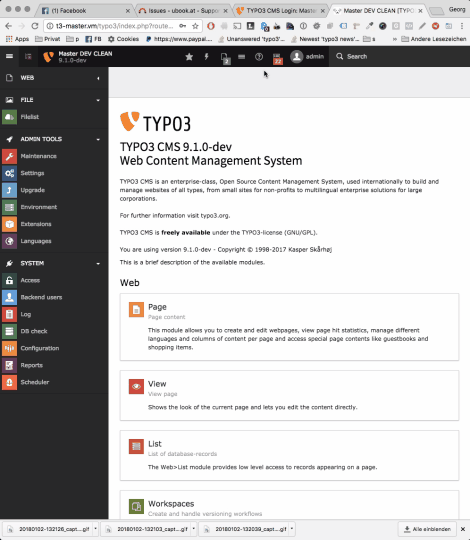 (1) Facebook
Issues - ubook.at - Suppo
TYPO3 CMS Login: Master
Master DEV CLEAN [TYPO
Georg
t3-master.vm/typo3/index.php?route...
Apps
Privat
p
FB
Cookies
https://www.paypal....
Unanswered 'typo3'...
Newest 'typo3 news'...
s
Andere Lesezeichen
Master DEV CLEAN
9.1.0-dev
2
admin
Search
WEB
FILE
Filelist
ADMIN TOOLS
Maintenance
Settings
Upgrade
Environment
Extensions
Languages
SYSTEM
Access
Backend users
Log
DB check
Configuration
Reports
Scheduler
TYPO3
TYPO3 CMS 9.1.0-dev
Web Content Management System
TYPO3 CMS is an enterprise-class, Open Source Content Management System, used internationally to build and
manage websites of all types, from small sites for non-profits to multilingual enterprise solutions for large
corporations.
For further information visit typo3.org.
TYPO3 CMS is freely available under the TYPO3-license (GNU/GPL).
You are using version 9.1.0-dev - Copyright © 1998-2017 Kasper Skårhøj
This is a brief description of the available modules.
Web
Page
Page content
This module allows you to create and edit webpages, view page hit statistics, manage different
languages and columns of content per page and access special page contents like guestbooks and
shopping items.
View
View page
Shows the look of the current page and lets you edit the content directly.
List
List of database-records
The Web>List module provides low level access to records appearing on a page.
Workspaces
Create and handle versioning workflows
20180102-132126_capt....gif
20180102-132103_capt....gif
20180102-132039_capt....gif
Alle einblenden